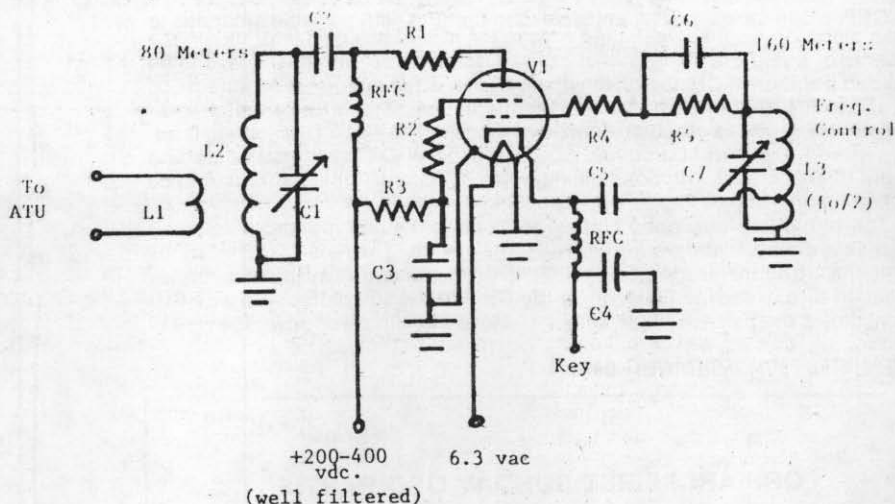 C2
80 Meters
R1
V1
C6
160 Meters
RFC
R2
R4
Freq.
Control
L2
To
ATU
L1
C1
R3
C5
C7
L3
(fo/2)
C3
RFC
C4
Key
+200-400
vdc.
(well filtered)
6.3 vac